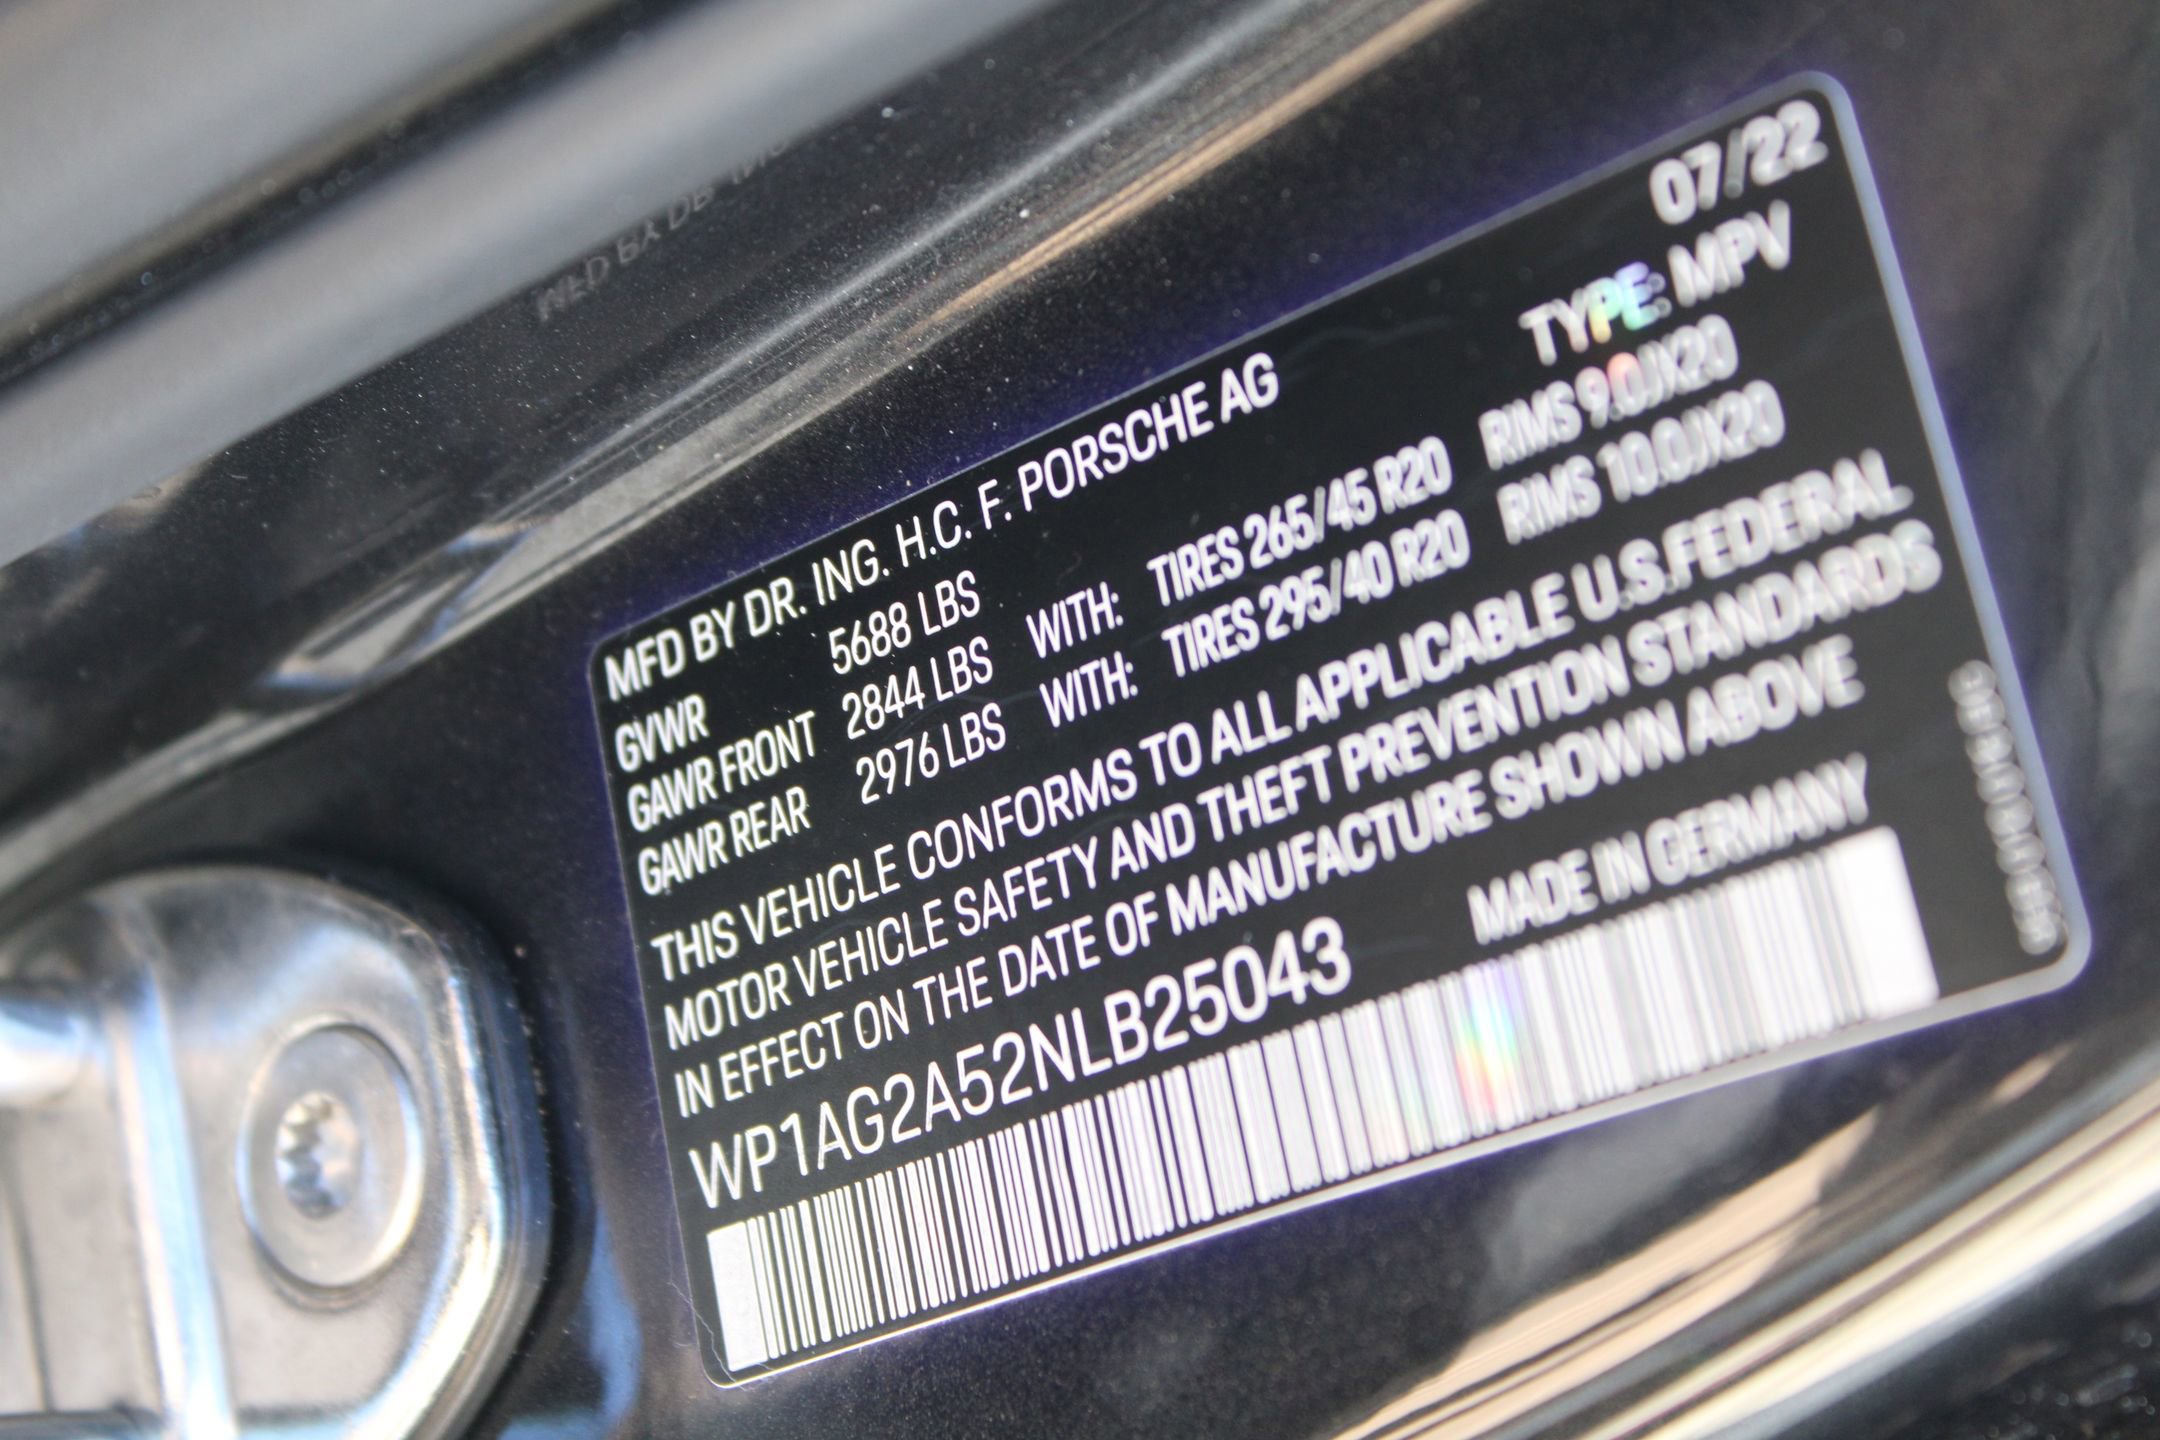 07/22
MFD BY DR. ING. H.C. F. PORSCHE AG TYPE: MPV
GVWR 5688 LBS
GAWR FRONT 2844 LBS WITH: TIRES 265/45 R20 RIMS 9.0JX20
GAWR REAR 2976 LBS WITH: TIRES 295/40 R20 RIMS 10.0JX20
THIS VEHICLE CONFORMS TO ALL APPLICABLE U.S.FEDERAL
MOTOR VEHICLE SAFETY AND THEFT PREVENTION STANDARDS
IN EFFECT ON THE DATE OF MANUFACTURE SHOWN ABOVE
WP1AG2A52NLB25043 MADE IN GERMANY